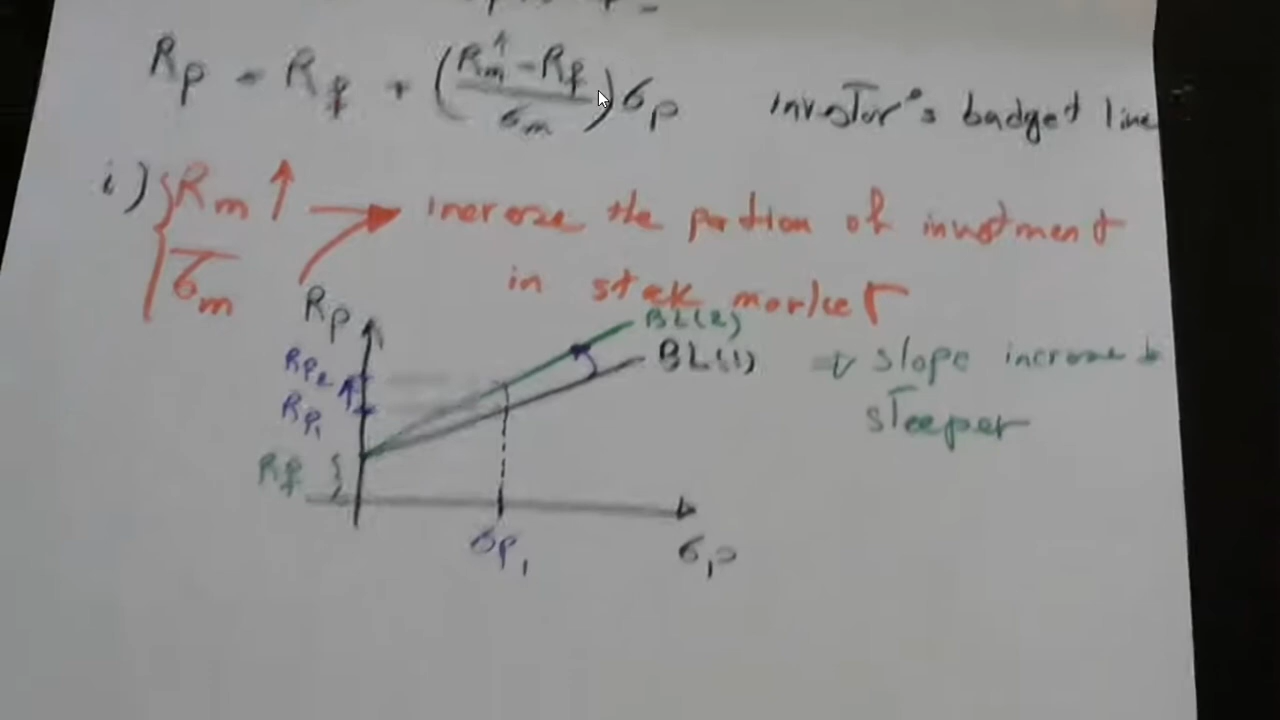 Rp = Rf + (Rm↑ - Rf / σm) σp investor's budget line
i) { Rm ↑ → increase the portion of investment
σ̅m in stock market
Rp
BL(2)
BL(1) ⇒ slope increase
steeper
Rp2
Rp1
Rf
σp1
σp